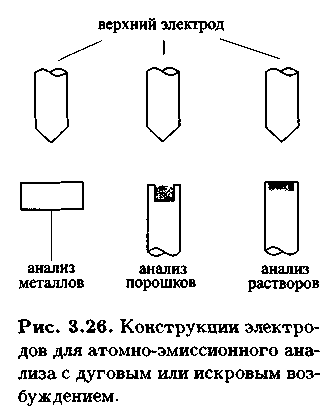 верхний электрод
анализ
металлов
анализ
порошков
анализ
растворов
Рис. 3.26. Конструкции электро-
дов для атомно-эмиссионного ана-
лиза с дуговым или искровым воз-
буждением.